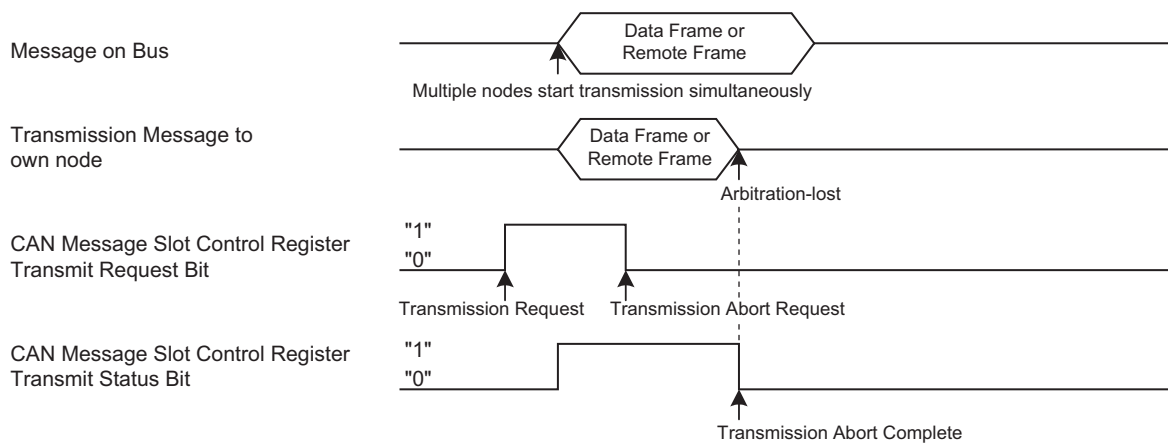 Message on Bus
Data Frame or
Remote Frame
Multiple nodes start transmission simultaneously
Transmission Message to
own node
Data Frame or
Remote Frame
Arbitration-lost
CAN Message Slot Control Register
Transmit Request Bit
"1"
"0"
Transmission Request
Transmission Abort Request
CAN Message Slot Control Register
Transmit Status Bit
"1"
"0"
Transmission Abort Complete